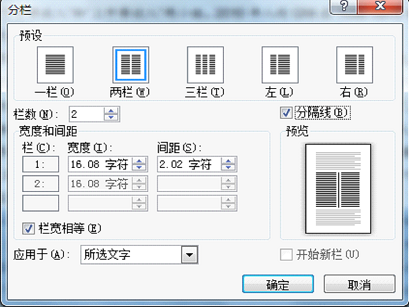 分栏
预设
一栏(O) 两栏(W) 三栏(T) 左(L) 右(R)
栏数(N): 2 分隔线(B)
宽度和间距 预览
栏(C): 宽度(I): 间距(S):
1: 16.08 字符 2.02 字符
2: 16.08 字符
栏宽相等(E)
应用于(A): 所选文字 开始新栏(U)
确定 取消